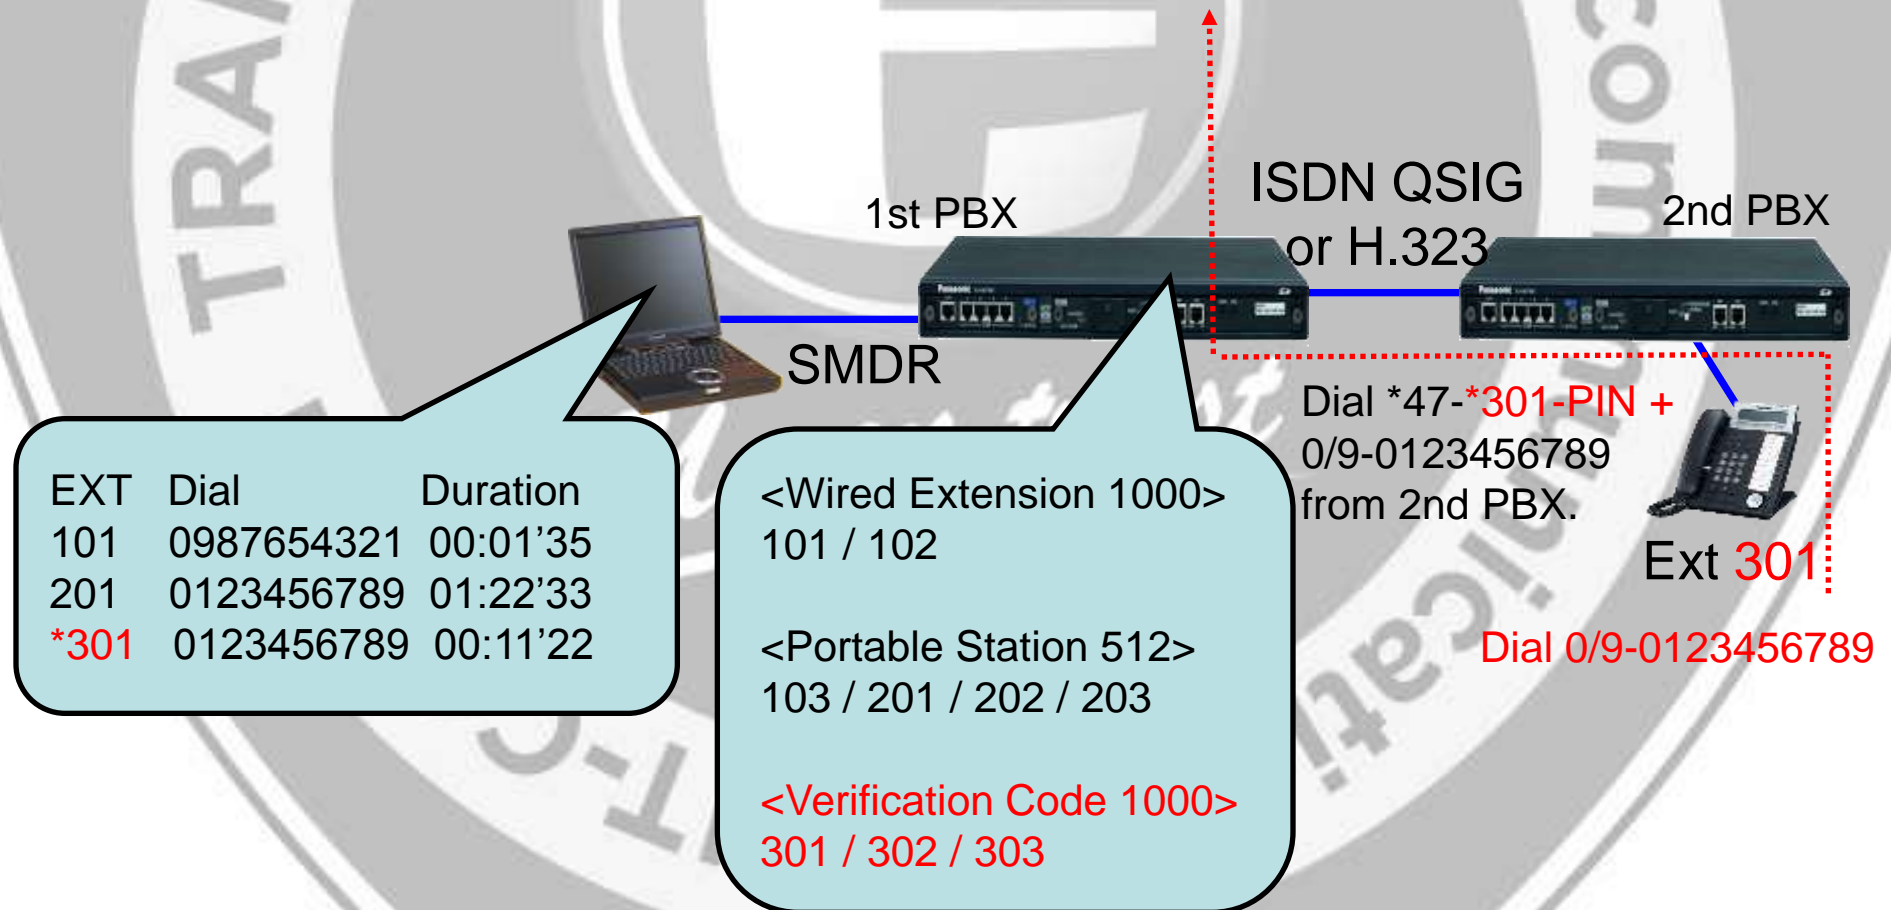 1st PBX
ISDN QSIG
or H.323
2nd PBX
SMDR
Panasonic
Panasonic
EXT Dial Duration
101 0987654321 00:01’35
201 0123456789 01:22’33
*301 0123456789 00:11’22
<Wired Extension 1000>
101 / 102
<Portable Station 512>
103 / 201 / 202 / 203
<Verification Code 1000>
301 / 302 / 303
Dial *47-*301-PIN +
0/9-0123456789
from 2nd PBX.
Ext 301
Dial 0/9-0123456789